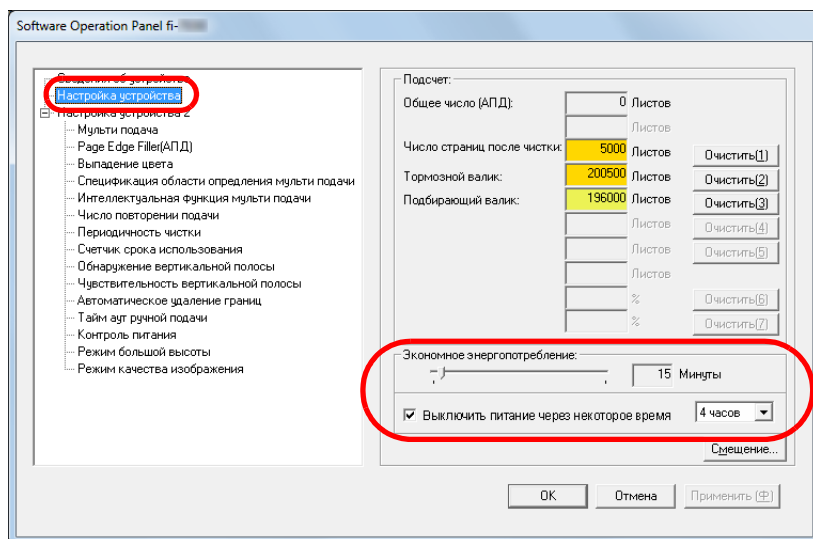 Software Operation Panel fi-
Сведения об устройстве
Настройка устройства
Настройка устройства 2
Мульти подача
Page Edge Filler(АПД)
Выпадение цвета
Спецификация области опредления мульти подачи
Интеллектуальная функция мульти подачи
Число повторении подачи
Периодичность чистки
Счетчик срока использования
Обнаружение вертикальной полосы
Чувствительность вертикальной полосы
Автоматическое удаление границ
Тайм аут ручной подачи
Контроль питания
Режим большой высоты
Режим качества изображения
Подсчет:
Общее число (АПД): 0 Листов
Листов
Число страниц после чистки: 5000 Листов Очистить(1)
Тормозной валик: 200500 Листов Очистить(2)
Подбирающий валик: 196000 Листов Очистить(3)
Листов Очистить(4)
Листов Очистить(5)
Листов
% Очистить(6)
% Очистить(7)
Экономное энергопотребление:
15 Минуты
Выключить питание через некоторое время 4 часов
Смещение...
OK Отмена Применить (Ф)